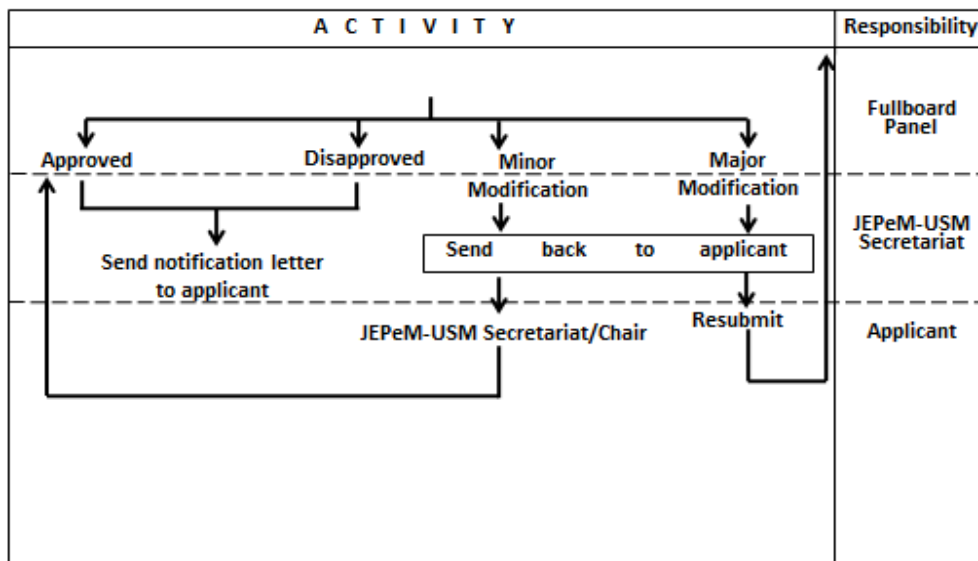 A C T I V I T Y
Responsibility
Fullboard
Panel
Approved
Disapproved
Minor
Modification
Major
Modification
JEPeM-USM
Secretariat
Send back to applicant
Send notification letter
to applicant
JEPeM-USM Secretariat/Chair
Resubmit
Applicant